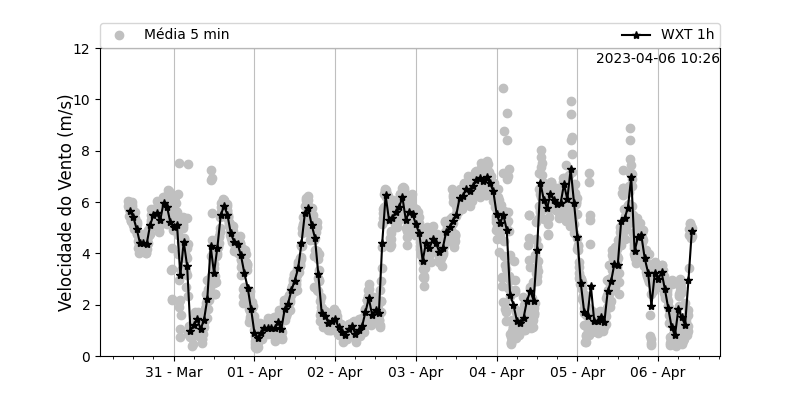 Média 5 min
WXT 1h
2023-04-06 10:26
Velocidade do Vento (m/s)
12
10
8
6
4
2
0
31 - Mar
01 - Apr
02 - Apr
03 - Apr
04 - Apr
05 - Apr
06 - Apr